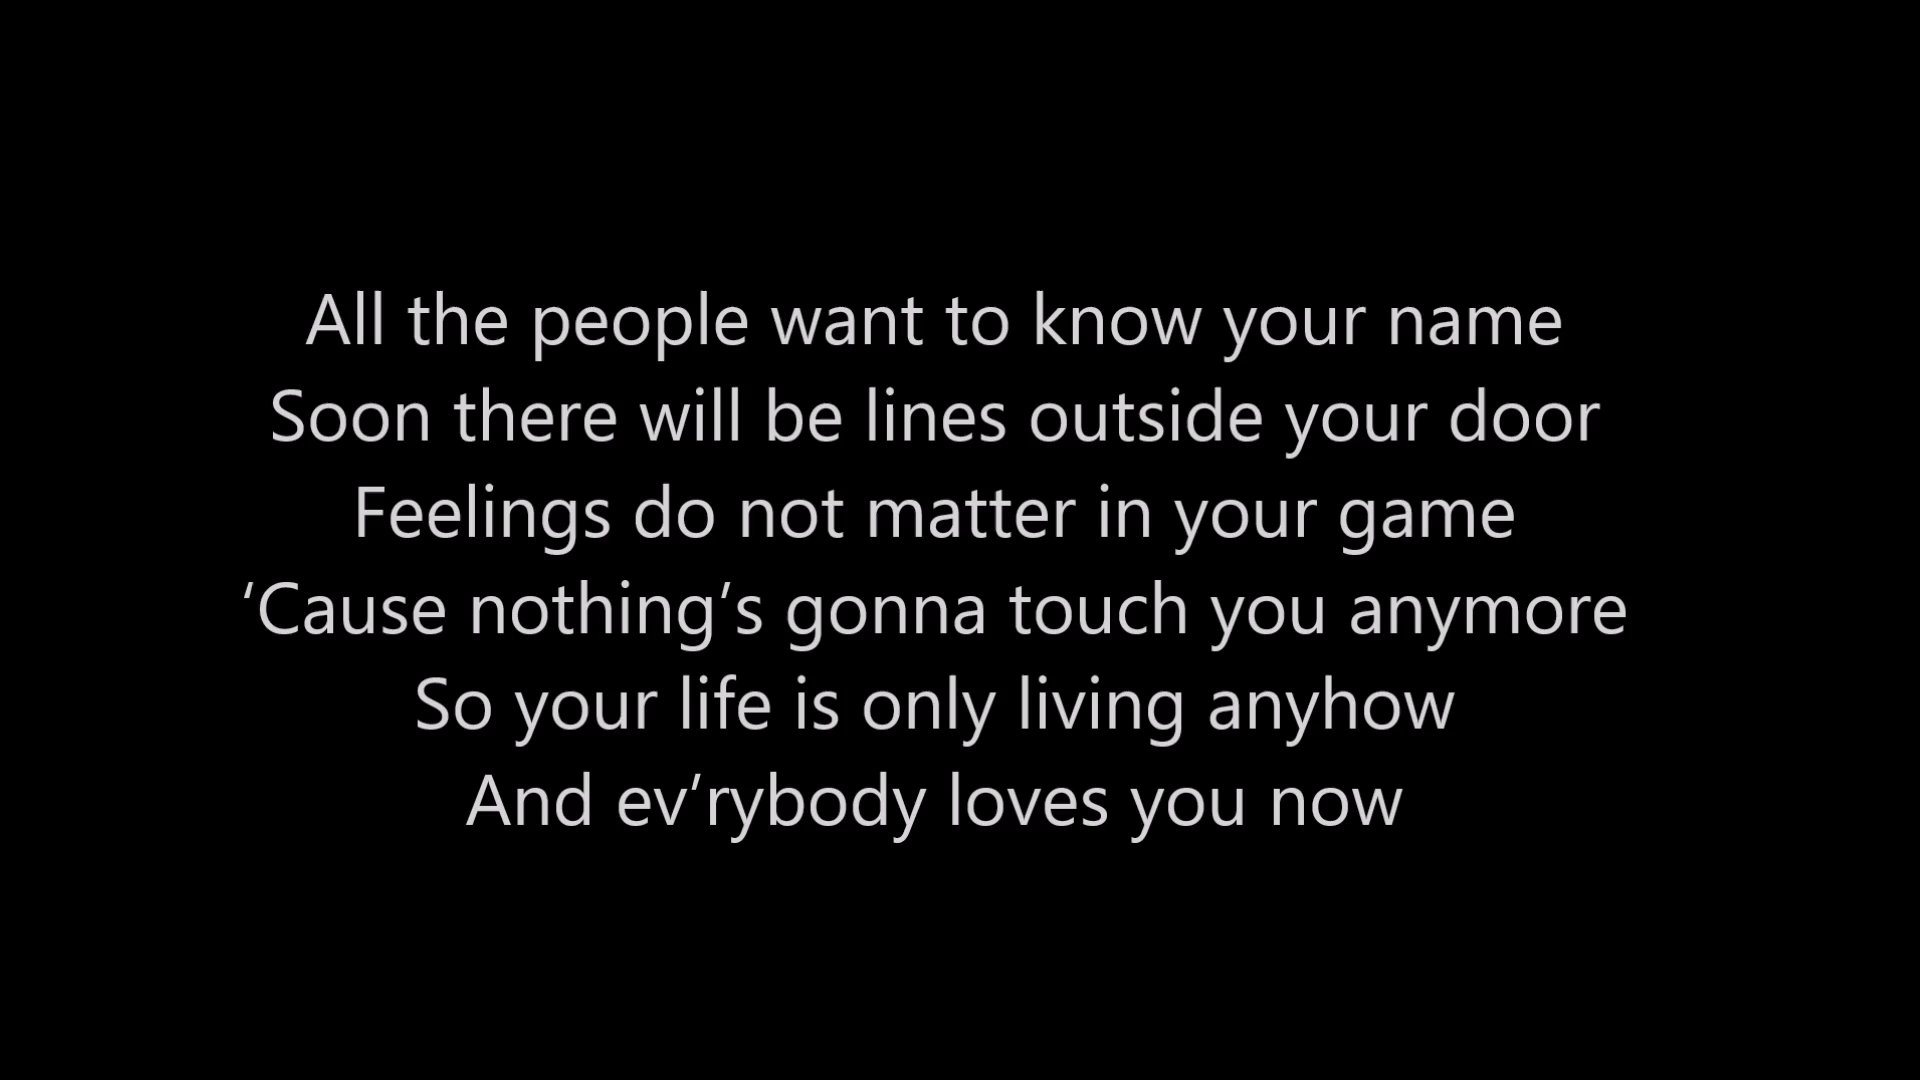 All the people want to know your name
Soon there will be lines outside your door
Feelings do not matter in your game
‘Cause nothing’s gonna touch you anymore
So your life is only living anyhow
And ev’rybody loves you now